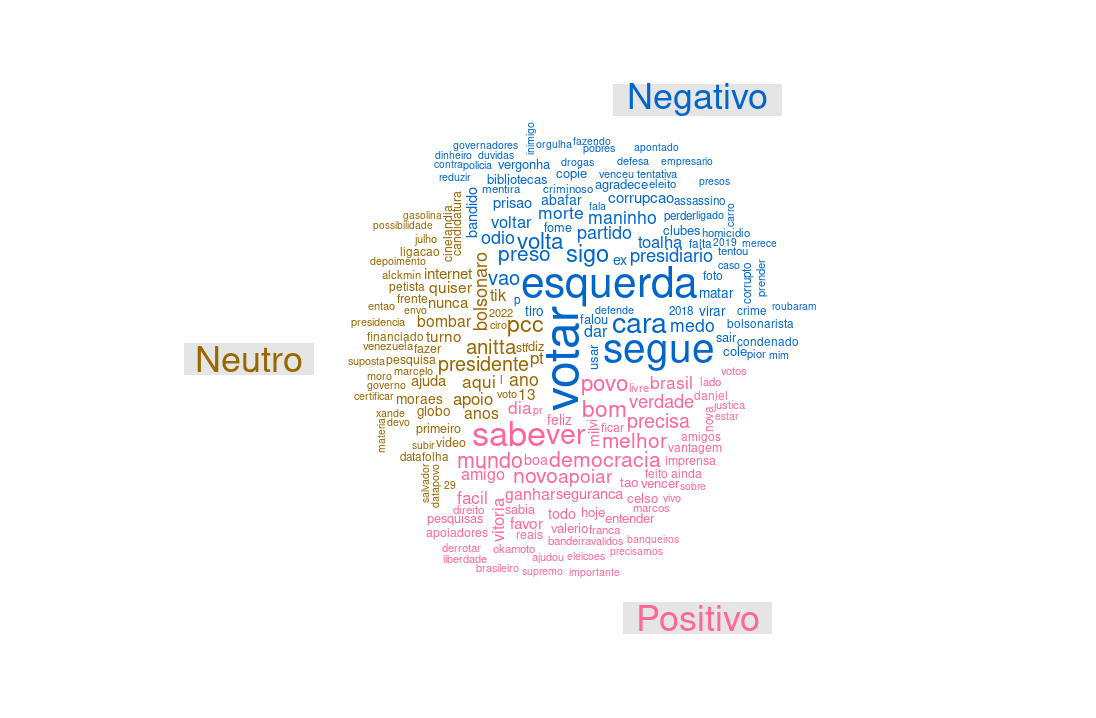 Negativo
inimigo
governadores
orgulha
fazendo
pobres
apontado
dinheiro
duvidas
contra
policia
vergonha
drogas
defesa
empresario
reduzir
bibljotecas
copie
venceu
tentativa
mentira
criminoso
agradece
eleito
presos
bandido
prisao
abafar
fala
corrupcao
assassino
carro
voltar
morte
maninho
perder
ligado
fome
odio
volta
partido
clubes
homicidio
toalha
falta
2019
merece
preso
sigo
ex
presidiario
tentou
caso
vao
esquerda
foto
corrupto
prender
matar
p
tiro
votar
falou
defende
2018
virar
crime
roubaram
dar
cara
medo
bolsonarista
usar
segue
sair
condenado
cole
pior
mim
gasolina
possibilidade
cinelandia
candidatura
julho
ligacao
depoimento
alckmin
internet
bolsonaro
petista
quiser
tik
frente
nunca
entao
envo
2022
presidencia
bombar
ciro
pcc
financiado
turno
venezuela
fazer
anitta
stf
diz
Neutro
suposta
pesquisa
presidente
pt
marcelo
moro
governo
ajuda
aqui
l
ano
certificar
moraes
apoio
voto
13
xande
globo
anos
devo
materia
primeiro
subir
video
datafolha
salvador
datapovo
29
votos
povo
livre
brasil
lado
dia
pr
bom
verdade
danjel
justica
feliz
milvi
ficar
precisa
nova
estar
sabe
ver
melhor
amigos
vantagem
mundo
boa
democracia
imprensa
amigo
novo
apoiar
feito
ainda
tao
vencer
sobre
facil
ganhar
seguranca
celso
vivo
direito
vitoria
sabia
todo
hoje
marcos
pesquisas
favor
entender
apoiadores
reais
valerio
franca
bandeira
validos
banqueiros
derrotar
okamoto
precisamos
liberdade
ajudou
eleicoes
brasileiro
supremo
importante
Positivo